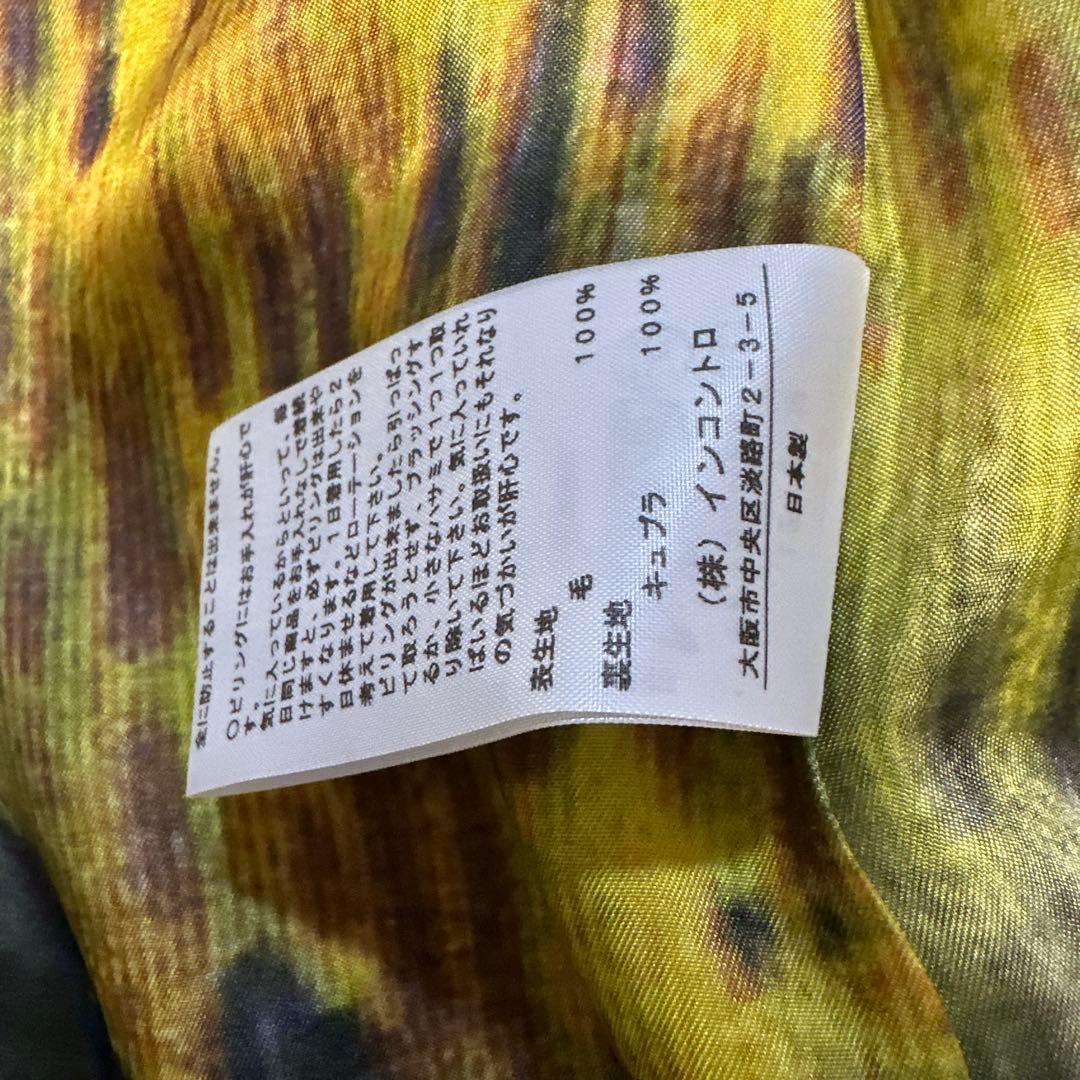 全に防止することは出来ません。
○ピリングにはお手入れが肝心で
す。
気に入っているからといって、毎
日同じ商品をお手入れなしで着続
けますと、必ずピリングは出来や
すくなります。1日着用したら2
日休ませるなどローテーションを
考えて着用して下さい。
ピリングが出来ましたら引っぱっ
て取ろうとせず、ブラッシングす
るか、小さなハサミで1つ1つ取
り除いて下さい。気に入っていれ
ばいるほどお取扱いにもそれなり
の気づかいが肝心です。
表生地
毛 100%
裏生地
キュプラ 100%
(株)インコントロ
大阪市中央区淡路町2-3-5
日本製